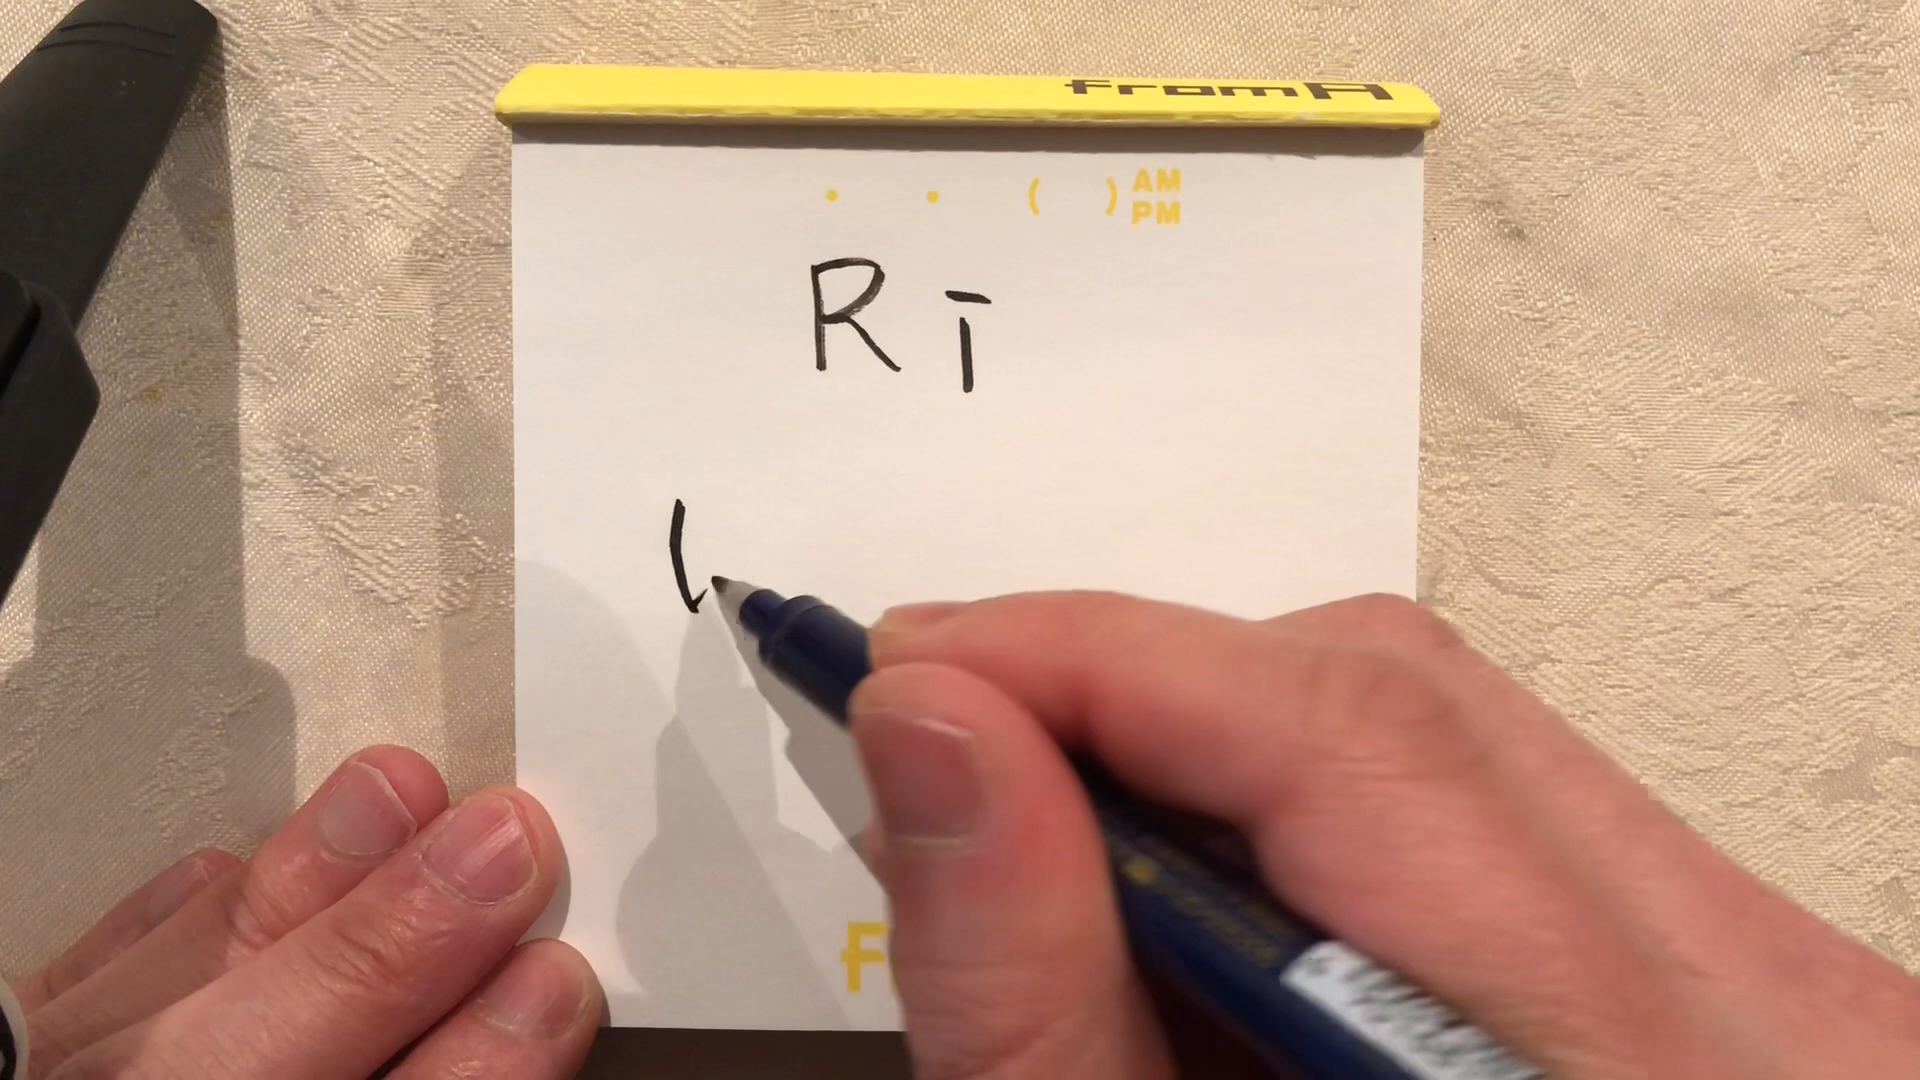 fromA
• • ( ) AM
PM
Rī
F